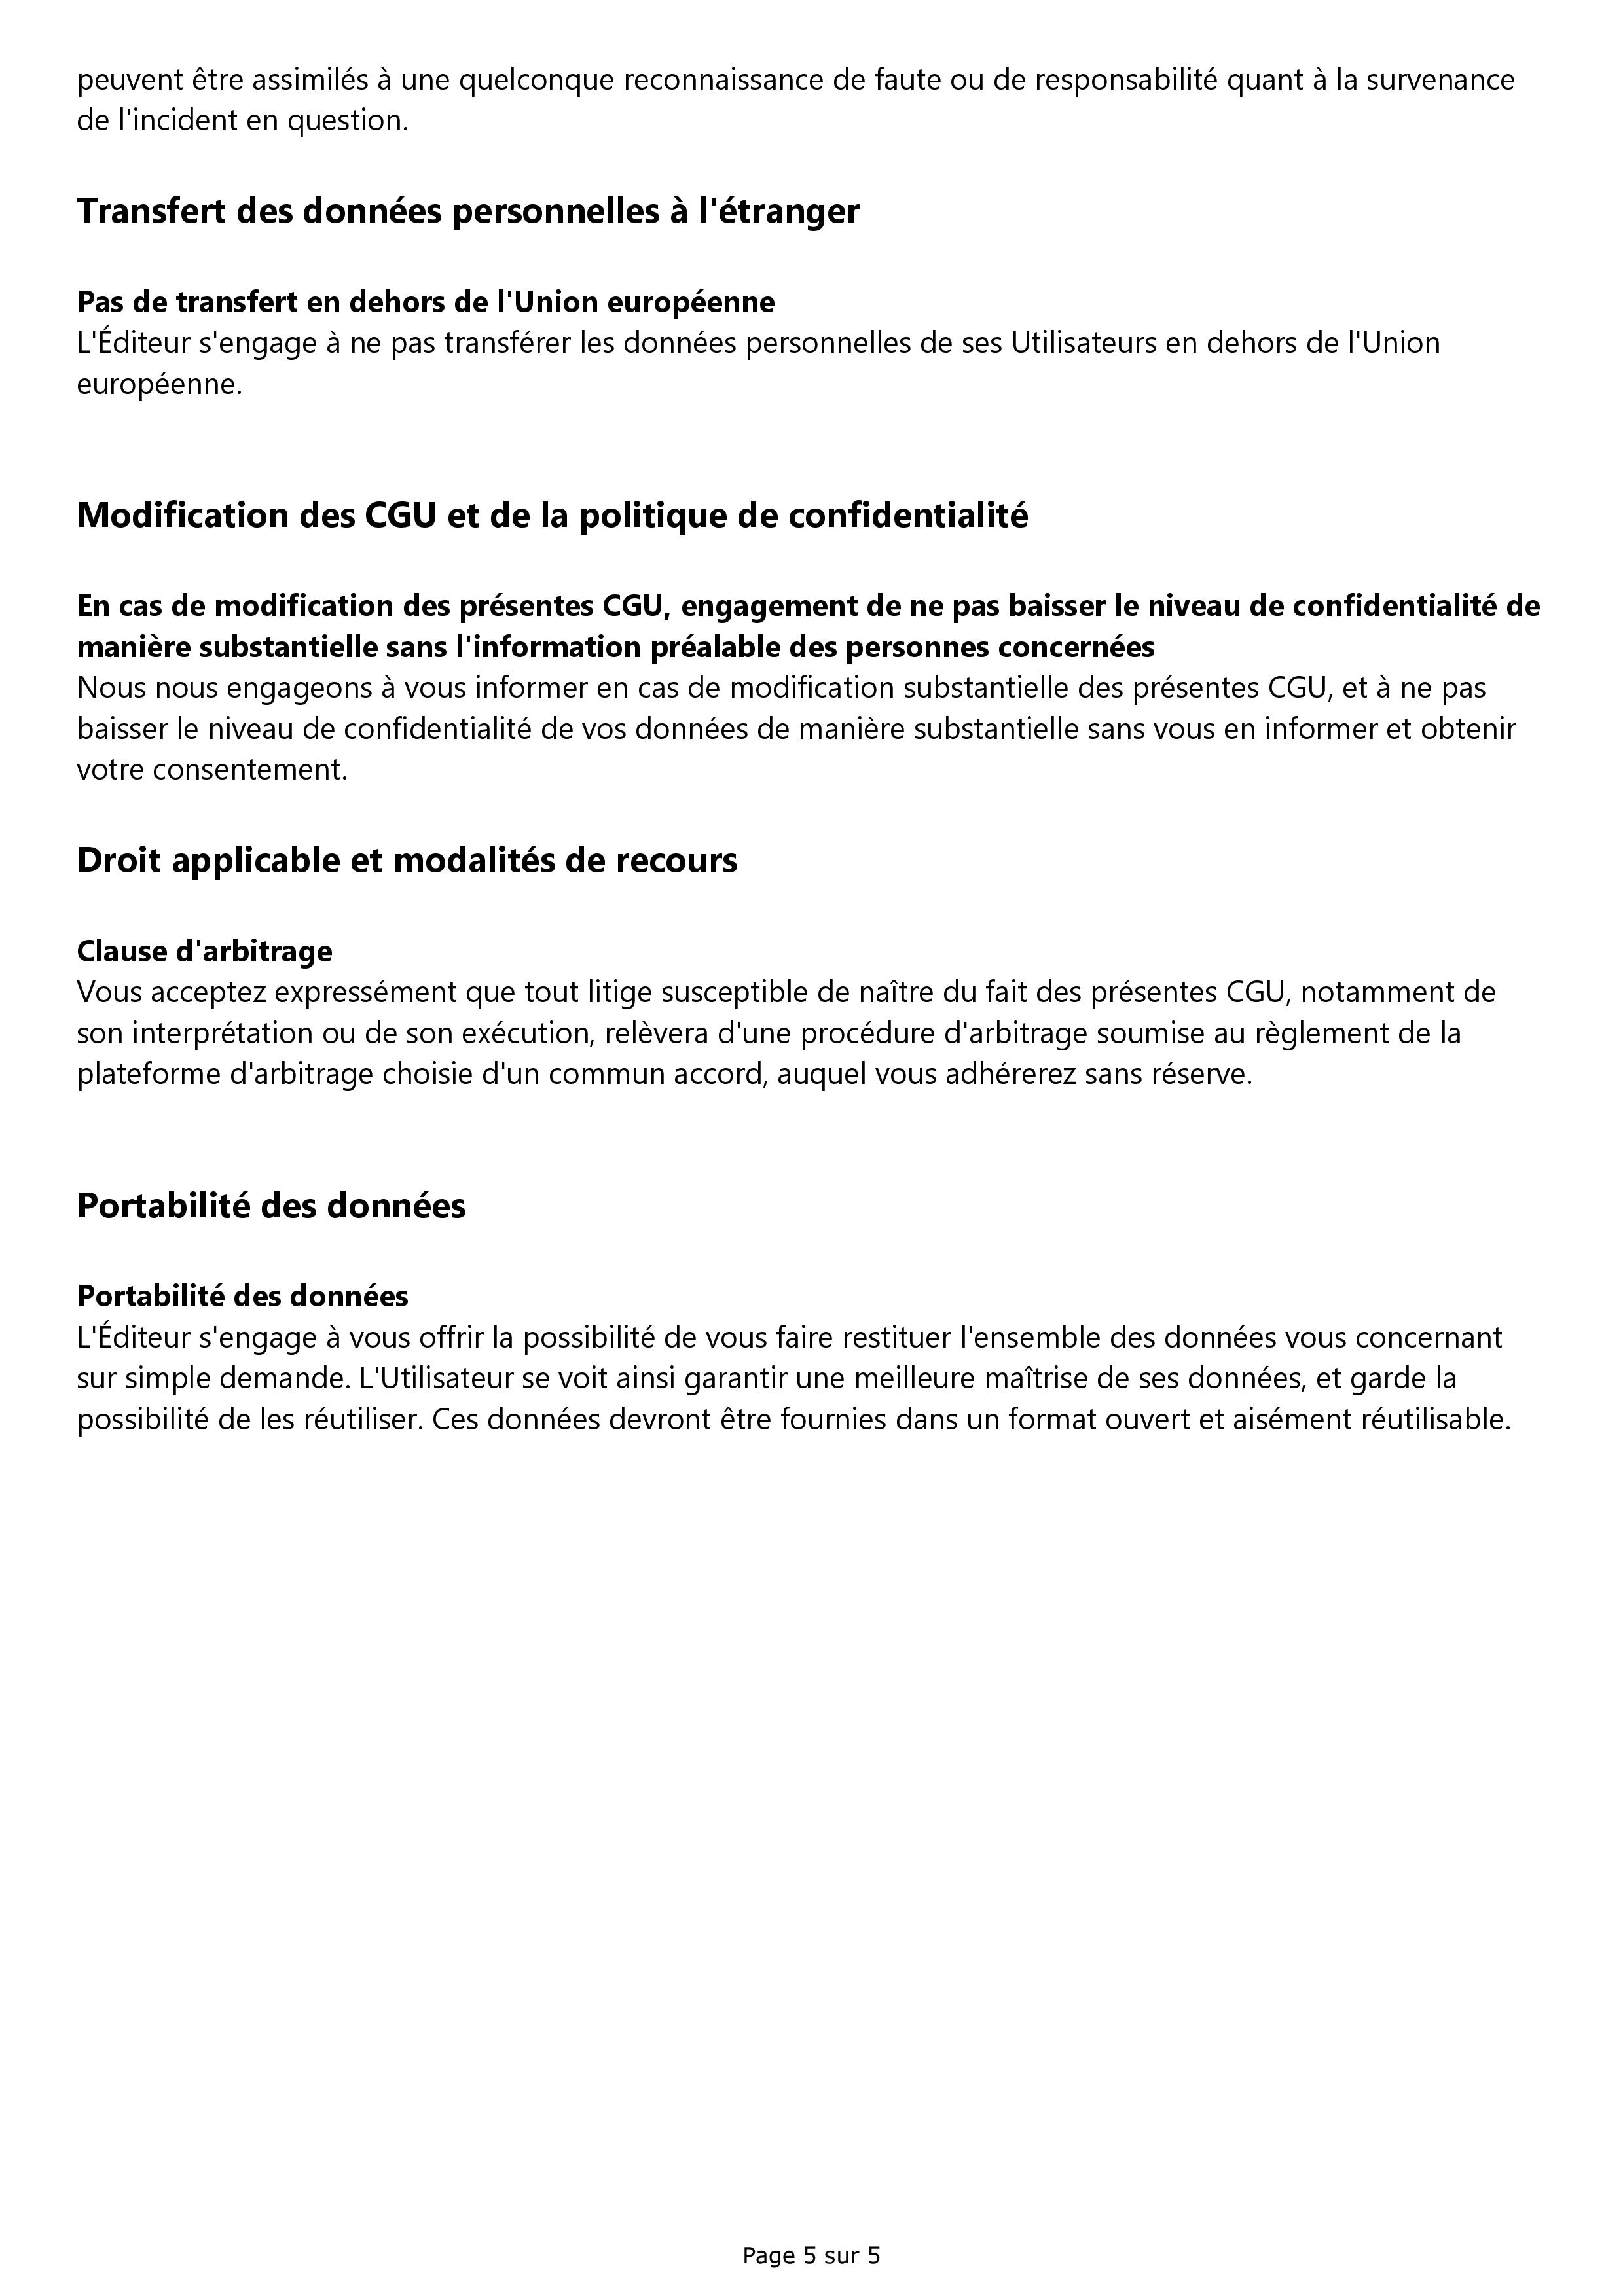 peuvent être assimilés à une quelconque reconnaissance de faute ou de responsabilité quant à la survenance
de l'incident en question.
Transfert des données personnelles à l'étranger
Pas de transfert en dehors de l'Union européenne
L'Éditeur s'engage à ne pas transférer les données personnelles de ses Utilisateurs en dehors de l'Union
européenne.
Modification des CGU et de la politique de confidentialité
En cas de modification des présentes CGU, engagement de ne pas baisser le niveau de confidentialité de
manière substantielle sans l'information préalable des personnes concernées
Nous nous engageons à vous informer en cas de modification substantielle des présentes CGU, et à ne pas
baisser le niveau de confidentialité de vos données de manière substantielle sans vous en informer et obtenir
votre consentement.
Droit applicable et modalités de recours
Clause d'arbitrage
Vous acceptez expressément que tout litige susceptible de naître du fait des présentes CGU, notamment de
son interprétation ou de son exécution, relèvera d'une procédure d'arbitrage soumise au règlement de la
plateforme d'arbitrage choisie d'un commun accord, auquel vous adhérerez sans réserve.
Portabilité des données
Portabilité des données
L'Éditeur s'engage à vous offrir la possibilité de vous faire restituer l'ensemble des données vous concernant
sur simple demande. L'Utilisateur se voit ainsi garantir une meilleure maîtrise de ses données, et garde la
possibilité de les réutiliser. Ces données devront être fournies dans un format ouvert et aisément réutilisable.
Page 5 sur 5